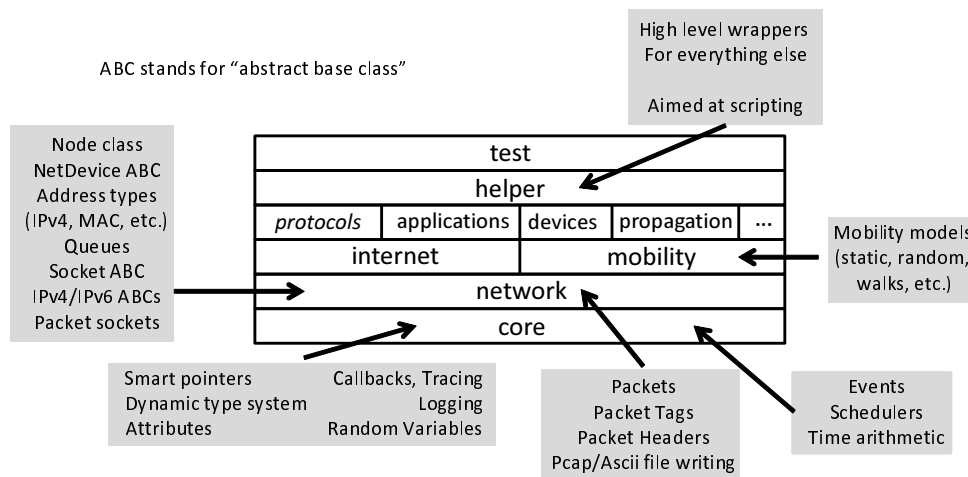 High level wrappers
For everything else
Aimed at scripting
ABC stands for “abstract base class”
Node class
NetDevice ABC
Address types
(IPv4, MAC, etc.)
Queues
Socket ABC
IPv4/IPv6 ABCs
Packet sockets
test
helper
protocols applications devices propagation ...
internet mobility
network
core
Mobility models
(static, random,
walks, etc.)
Smart pointers Callbacks, Tracing
Dynamic type system Logging
Attributes Random Variables
Packets
Packet Tags
Packet Headers
Pcap/Ascii file writing
Events
Schedulers
Time arithmetic